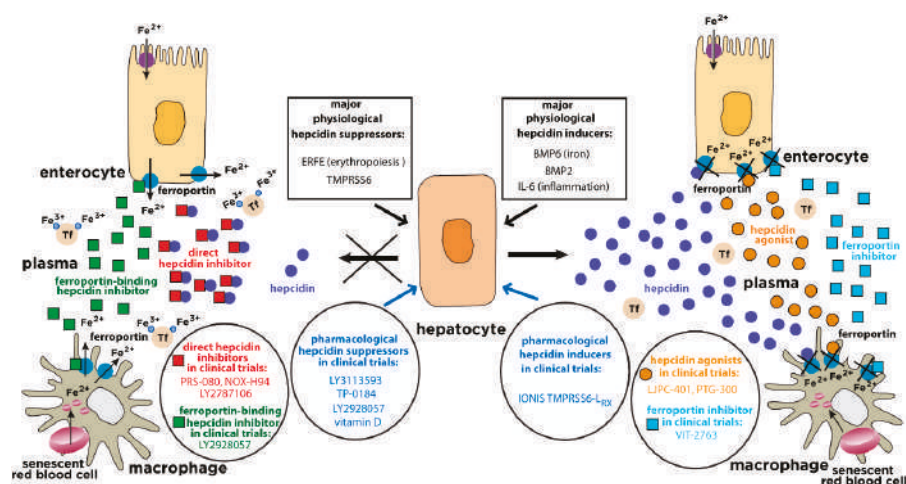 Fe2+
enterocyte
Fe2+
ferroportin
Fe2+
Fe3+
Fe3+
Tf
Fe3+
Fe3+
Tf
plasma
direct
hepcidin inhibitor
ferroportin-binding
hepcidin inhibitor
Fe2+
Fe3+
Fe3+
Tf
ferroportin
Fe2+
Fe2+
senescent
red blood cell
macrophage
direct hepcidin
inhibitors
in clinical trials:
PRS-080, NOX-H94
LY2787106
ferroportin-binding
hepcidin inhibitor
in clinical trials:
LY2928057
major
physiological
hepcidin suppressors:
ERFE (erythropoiesis )
TMPRSS6
major
physiological
hepcidin inducers:
BMP6 (iron)
BMP2
IL-6 (inflammation)
hepcidin
hepatocyte
pharmacological
hepcidin suppressors
in clinical trials:
LY3113593
TP-0184
LY2928057
vitamin D
pharmacological
hepcidin inducers
in clinical trials:
IONIS TMPRSS6-LRX
hepcidin
Fe2+
Fe2+
Fe2+
Fe2+
enterocyte
ferroportin
Tf
hepcidin
agonist
Tf
ferroportin
inhibitor
plasma
Tf
ferroportin
hepcidin agonists
in clinical trials:
LJPC-401, PTG-300
ferroportin inhibitor
in clinical trials:
VIT-2763
Fe2+
Fe2+
Fe2+
macrophage
senescent
red blood cell